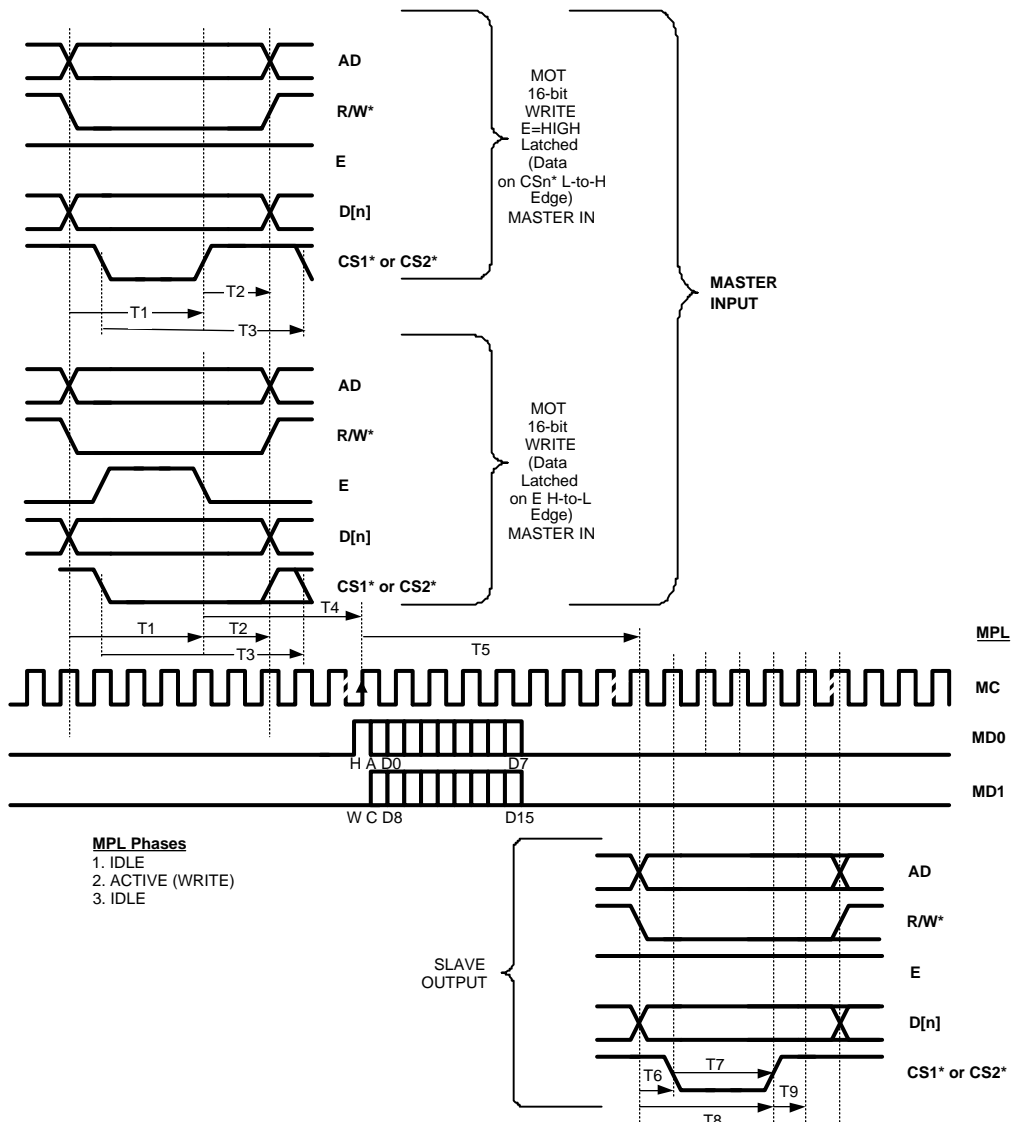 AD
R/W*
E
D[n]
CS1* or CS2*
T2
T1
T3
MOT
16-bit
WRITE
E=HIGH
Latched
(Data
on CSn* L-to-H
Edge)
MASTER IN
MASTER
INPUT
AD
R/W*
E
D[n]
CS1* or CS2*
T4
T1
T2
T3
T5
MOT
16-bit
WRITE
(Data
Latched
on E H-to-L
Edge)
MASTER IN
MPL
MC
MD0
H A D0
D7
MD1
W C D8
D15
MPL Phases
1. IDLE
2. ACTIVE (WRITE)
3. IDLE
SLAVE
OUTPUT
AD
R/W*
E
D[n]
CS1* or CS2*
T7
T6
T9
T8